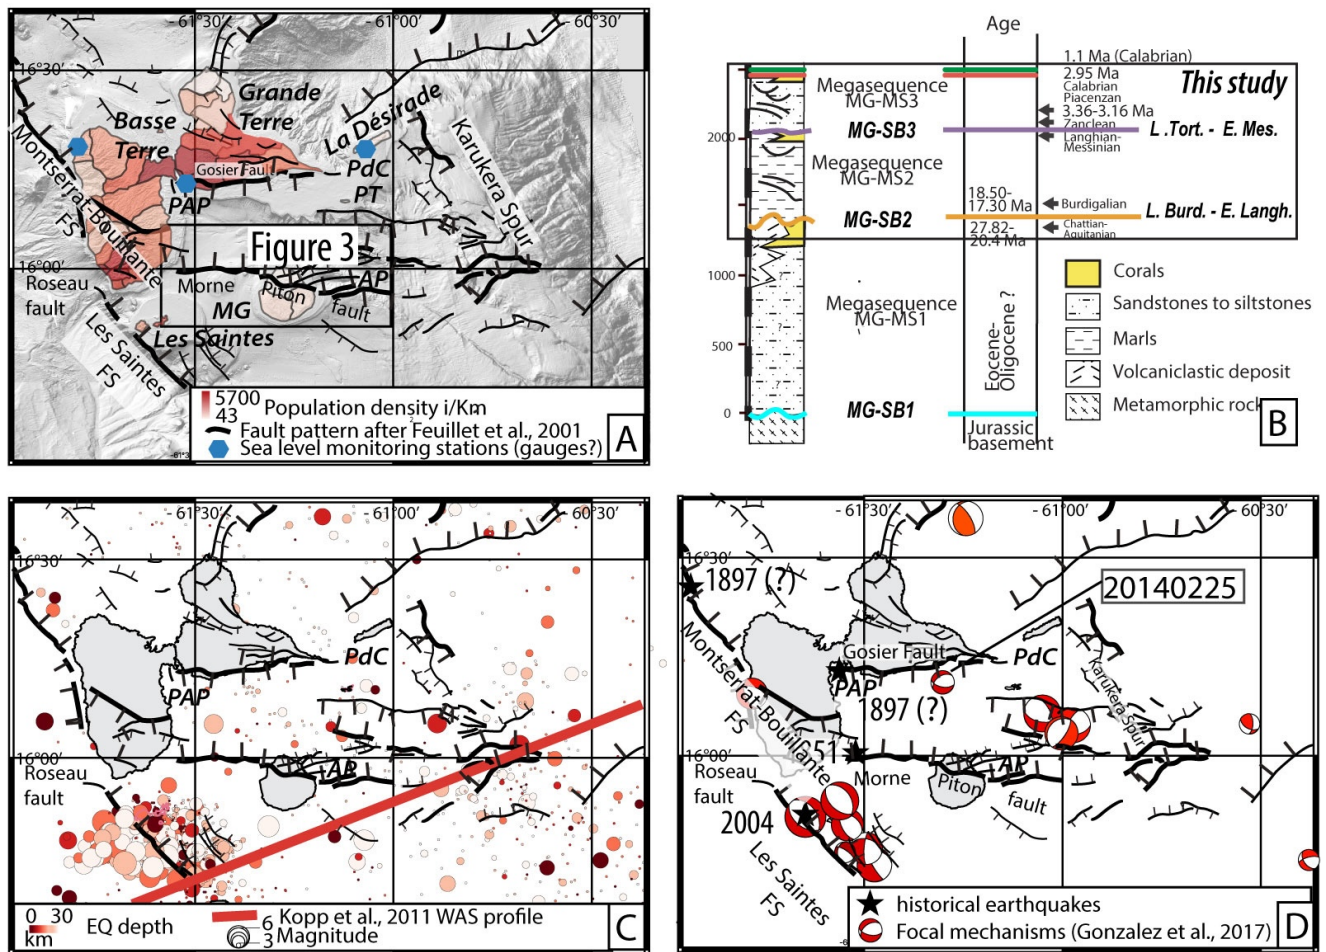 -61°30'
-61°00'
-60°30'
16°30'
Grande
Terre
Basse
Terre
La Désirade
Karukera Spur
Montserrat-Bouillante
FS
Gosier Fault
PAP
PdC
PT
Figure 3
16°00'
Roseau
fault
Morne
Piton
fault
AP
MG
Les Saintes
Les Saintes
FS
5700
43
Population density i/Km
2
Fault pattern after Feuillet et al., 2001
Sea level monitoring stations (gauges?)
A
Age
1.1 Ma (Calabrian)
2.95 Ma
Calabrian
Piacenzan
3.36-3.16 Ma
Zanclean
Langhian-
Messinian
This study
Megasequence
MG-MS3
2000
MG-SB3
L .Tort. - E. Mes.
Megasequence
MG-MS2
18.50-
17.30 Ma
Burdigalian
MG-SB2
L. Burd. - E. Langh.
27.82-
20.4 Ma
Chattian-
Aquitanian
1000
Megasequence
MG-MS1
500
0
MG-SB1
Eocene-
Oligocene ?
Jurassic
basement
Corals
Sandstones to siltstones
Marls
Volcaniclastic deposit
Metamorphic rock
B
-61°30'
-61°00'
-60°30'
16°30'
PdC
PAP
16°00'
Roseau
fault
AP
0 30
km
EQ depth
Kopp et al., 2011 WAS profile
6
3
Magnitude
C
-61°30'
-61°00'
-60°30'
16°30'
1897 (?)
20140225
Montserrat-Bouillante
FS
Gosier Fault
PdC
PAP
897 (?)
Karukera Spur
16°00'
Roseau
fault
Morne
Piton
fault
AP
2004
Les Saintes
FS
historical earthquakes
Focal mechanisms (Gonzalez et al., 2017)
D